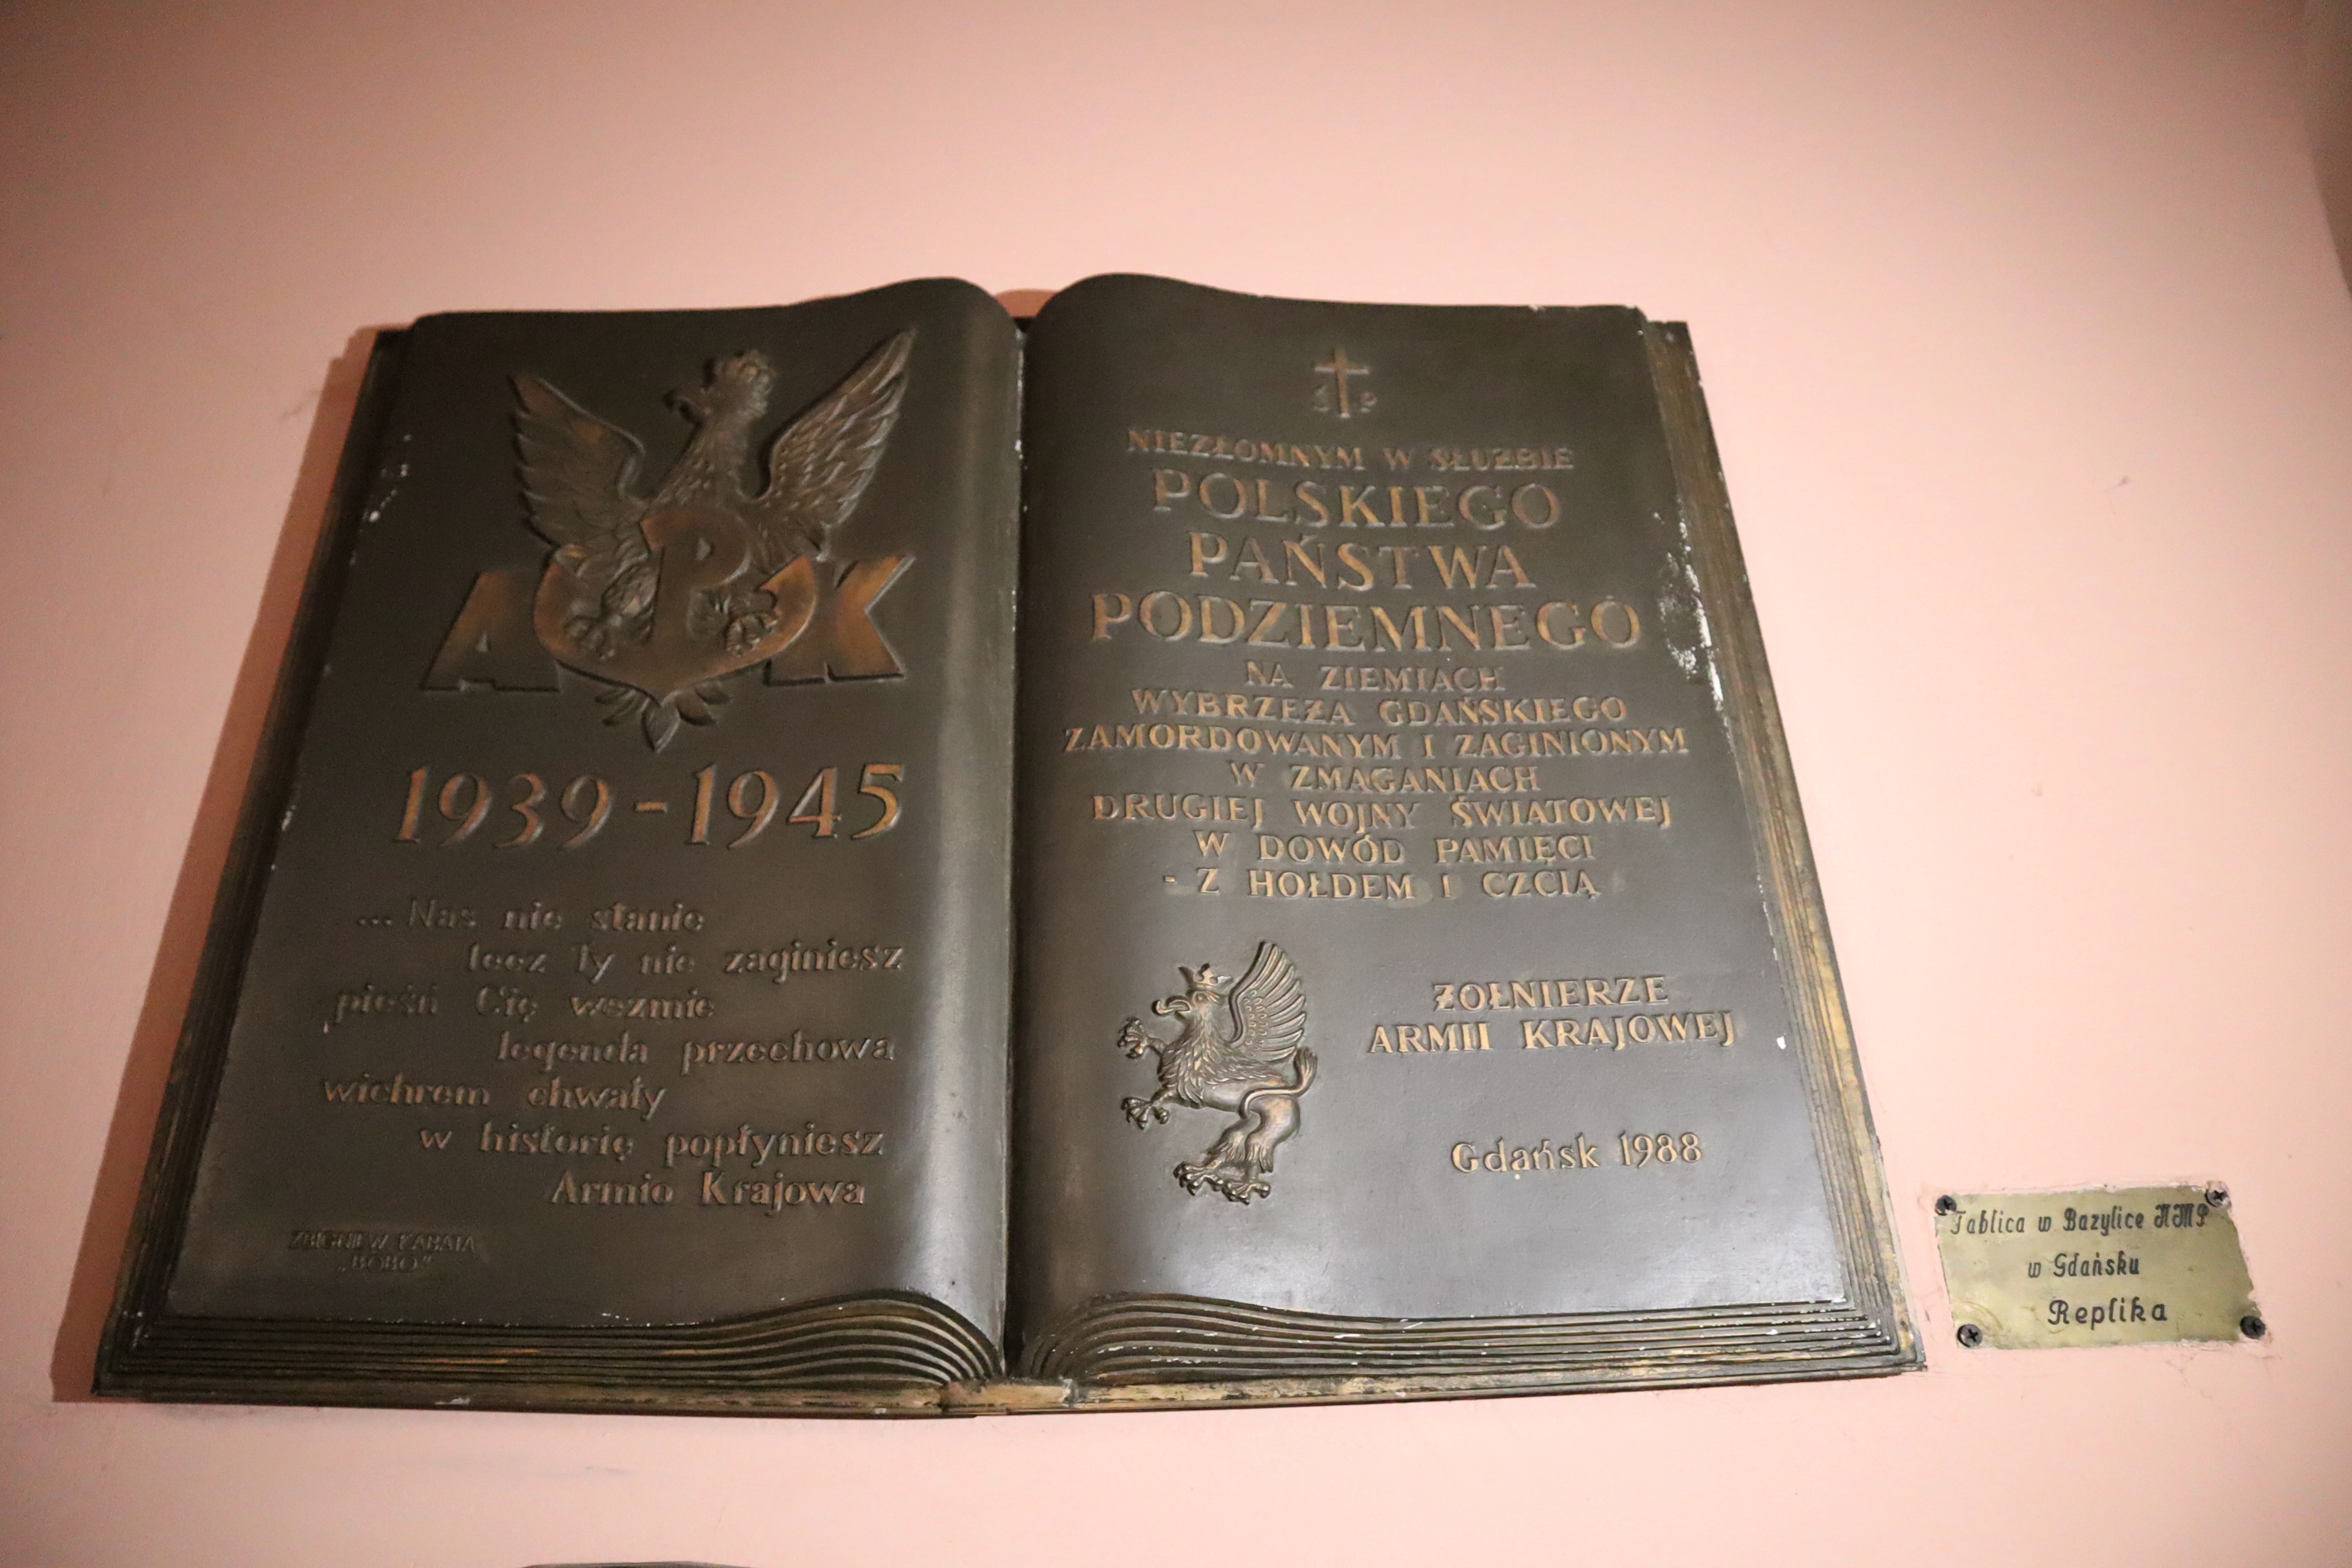 A P K
1939-1945
... Nas nie stanie
lecz Ty nie zaginiesz
pieśń Cię weźmie
legenda przechowa
wichrem chwały
w historię popłyniesz
Armio Krajowa
ZBIGNIEW KABATA
„BOBO”
Ś P
NIEZŁOMNYM W SŁUŻBIE
POLSKIEGO
PAŃSTWA
PODZIEMNEGO
NA ZIEMIACH
WYBRZEŻA GDAŃSKIEGO
ZAMORDOWANYM I ZAGINIONYM
W ZMAGANIACH
DRUGIEJ WOJNY ŚWIATOWEJ
W DOWÓD PAMIĘCI
- Z HOŁDEM I CZCIĄ
ŻOŁNIERZE
ARMII KRAJOWEJ
Gdańsk 1988
Tablica w Bazylice NMP
w Gdańsku
Replika